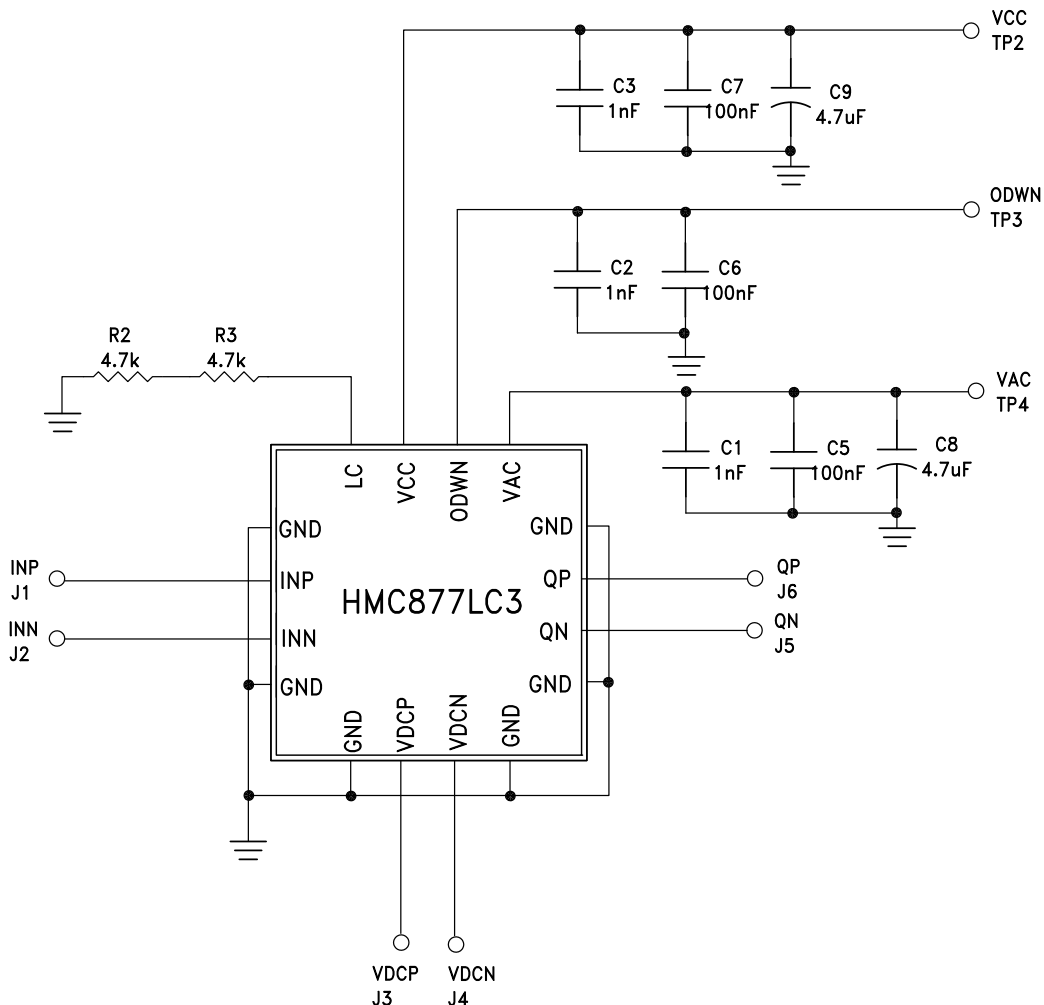 VCC
TP2
C3
1nF
C7
100nF
C9
4.7uF
ODWN
TP3
C2
1nF
C6
100nF
R2
4.7k
R3
4.7k
VAC
TP4
C1
1nF
C5
100nF
C8
4.7uF
LC
VCC
ODWN
VAC
GND
GND
INP
J1
INP
QP
QP
J6
HMC877LC3
INN
J2
INN
QN
QN
J5
GND
GND
GND
VDCP
VDCN
GND
VDCP
J3
VDCN
J4